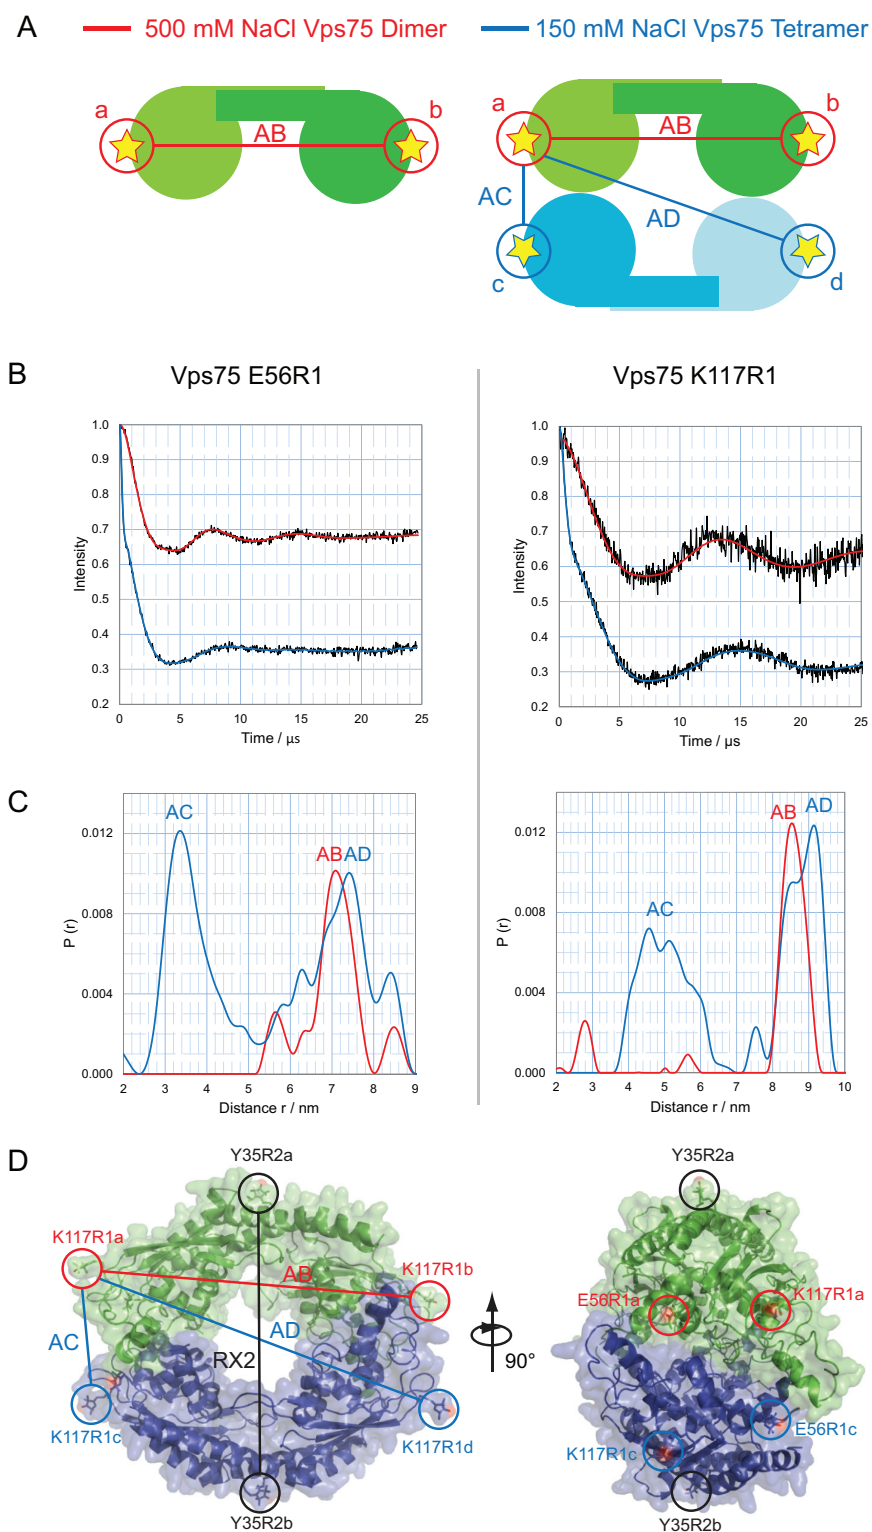 A
500 mM NaCl Vps75 Dimer
150 mM NaCl Vps75 Tetramer
a
b
AB
a
b
AB
AC
AD
c
d
B
Vps75 E56R1
Vps75 K117R1
1.0
0.9
0.8
0.7
0.6
0.5
0.4
0.3
0.2
Intensity
0
5
10
15
20
25
Time / µs
1.0
0.9
0.8
0.7
0.6
0.5
0.4
0.3
0.2
Intensity
0
5
10
15
20
25
Time / µs
C
AC
AB
AD
0.012
0.008
0.004
0.000
P (r)
2
3
4
5
6
7
8
9
Distance r / nm
AB
AD
AC
0.012
0.008
0.004
0.000
P (r)
2
3
4
5
6
7
8
9
10
Distance r / nm
D
Y35R2a
K117R1a
K117R1b
AB
AC
AD
RX2
K117R1c
K117R1d
Y35R2b
90°
Y35R2a
E56R1a
K117R1a
E56R1c
K117R1c
Y35R2b